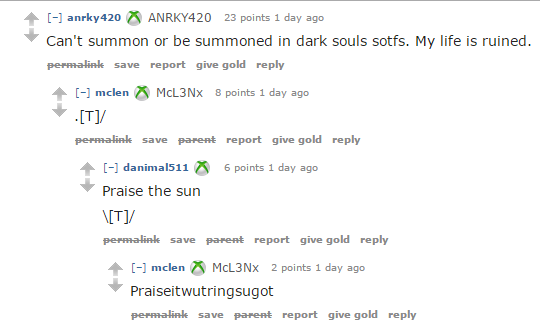 [–] anrky420 ANRKY420 23 points 1 day ago
Can't summon or be summoned in dark souls sotfs. My life is ruined.
permalink save report give gold reply
[–] mclen McL3Nx 8 points 1 day ago
.[T]/
permalink save parent report give gold reply
[–] danimal511 6 points 1 day ago
Praise the sun
\[T]/
permalink save parent report give gold reply
[–] mclen McL3Nx 2 points 1 day ago
Praiseitwutringsugot
permalink save parent report give gold reply